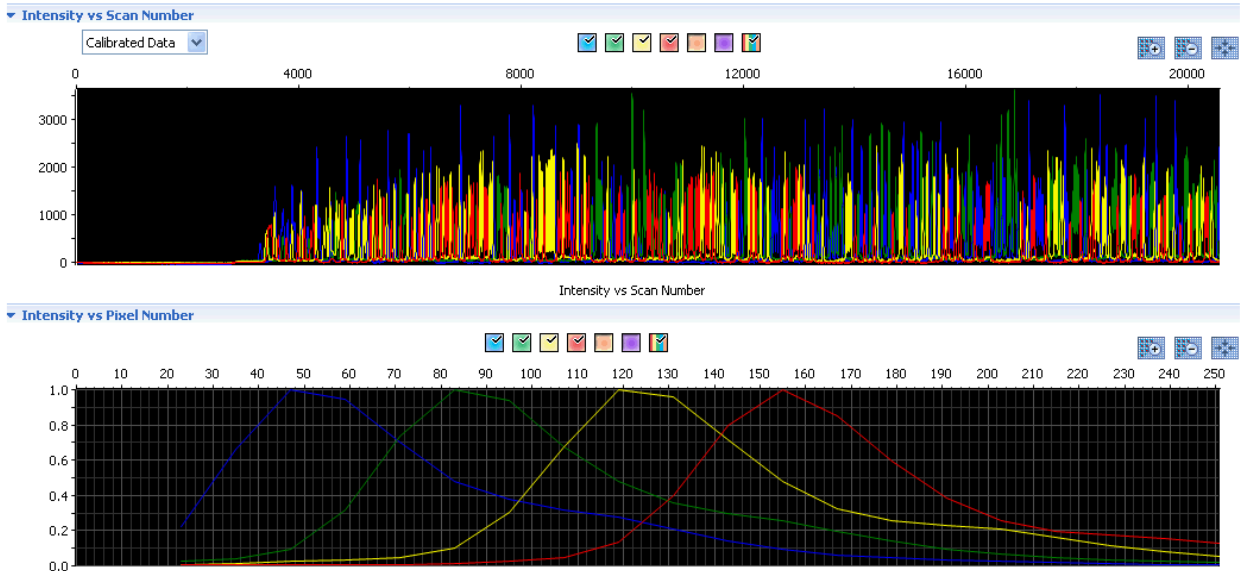 Intensity vs Scan Number
Calibrated Data
0 4000 8000 12000 16000 20000
3000
2000
1000
0
Intensity vs Scan Number
Intensity vs Pixel Number
0 10 20 30 40 50 60 70 80 90 100 110 120 130 140 150 160 170 180 190 200 210 220 230 240 250
1.0
0.8
0.6
0.4
0.2
0.0